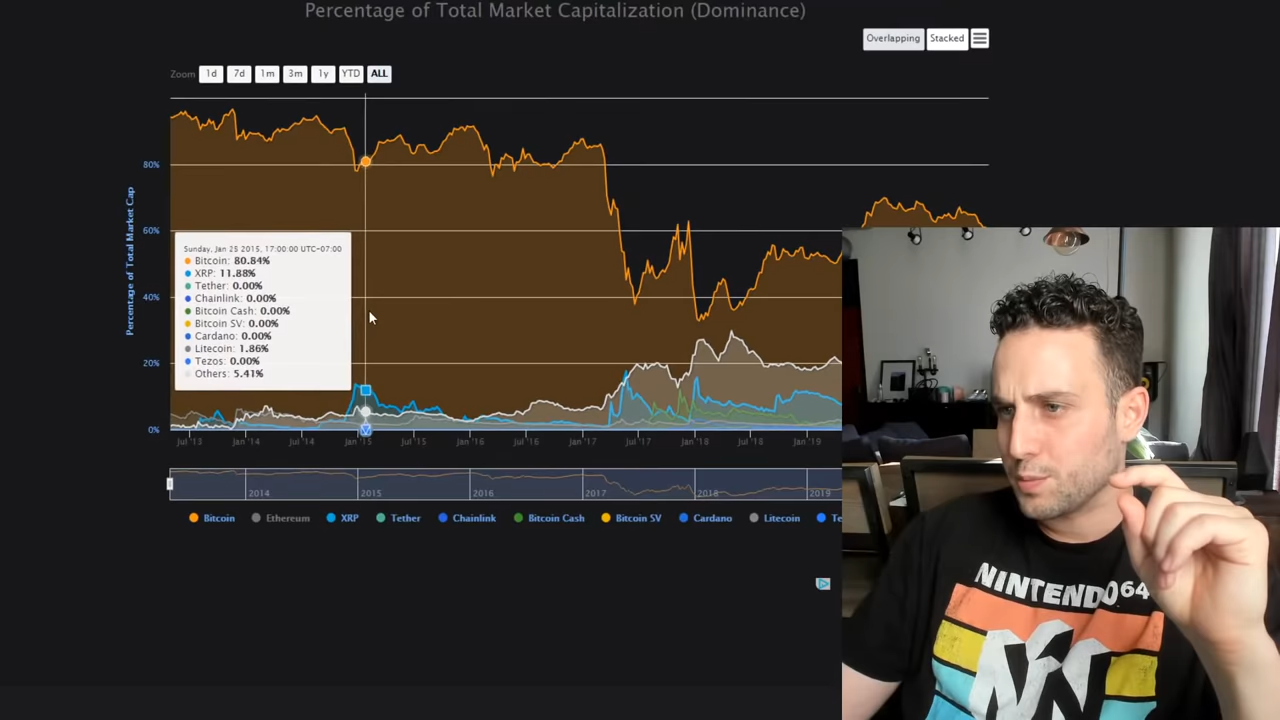 Percentage of Total Market Capitalization (Dominance)
Overlapping Stacked
Zoom 1d 7d 1m 3m 1y YTD ALL
80%
60%
40%
20%
0%
Percentage of Total Market Cap
Sunday, Jan 25 2015, 17:00:00 UTC-07:00
Bitcoin: 80.84%
XRP: 11.88%
Tether: 0.00%
Chainlink: 0.00%
Bitcoin Cash: 0.00%
Bitcoin SV: 0.00%
Cardano: 0.00%
Litecoin: 1.86%
Tezos: 0.00%
Others: 5.41%
Jul '13 Jan '14 Jul '14 Jan '15 Jul '15 Jan '16 Jul '16 Jan '17 Jul '17 Jan '18 Jul '18 Jan '19
2014 2015 2016 2017 2018 2019
Bitcoin Ethereum XRP Tether Chainlink Bitcoin Cash Bitcoin SV Cardano Litecoin Te
NINTENDO64